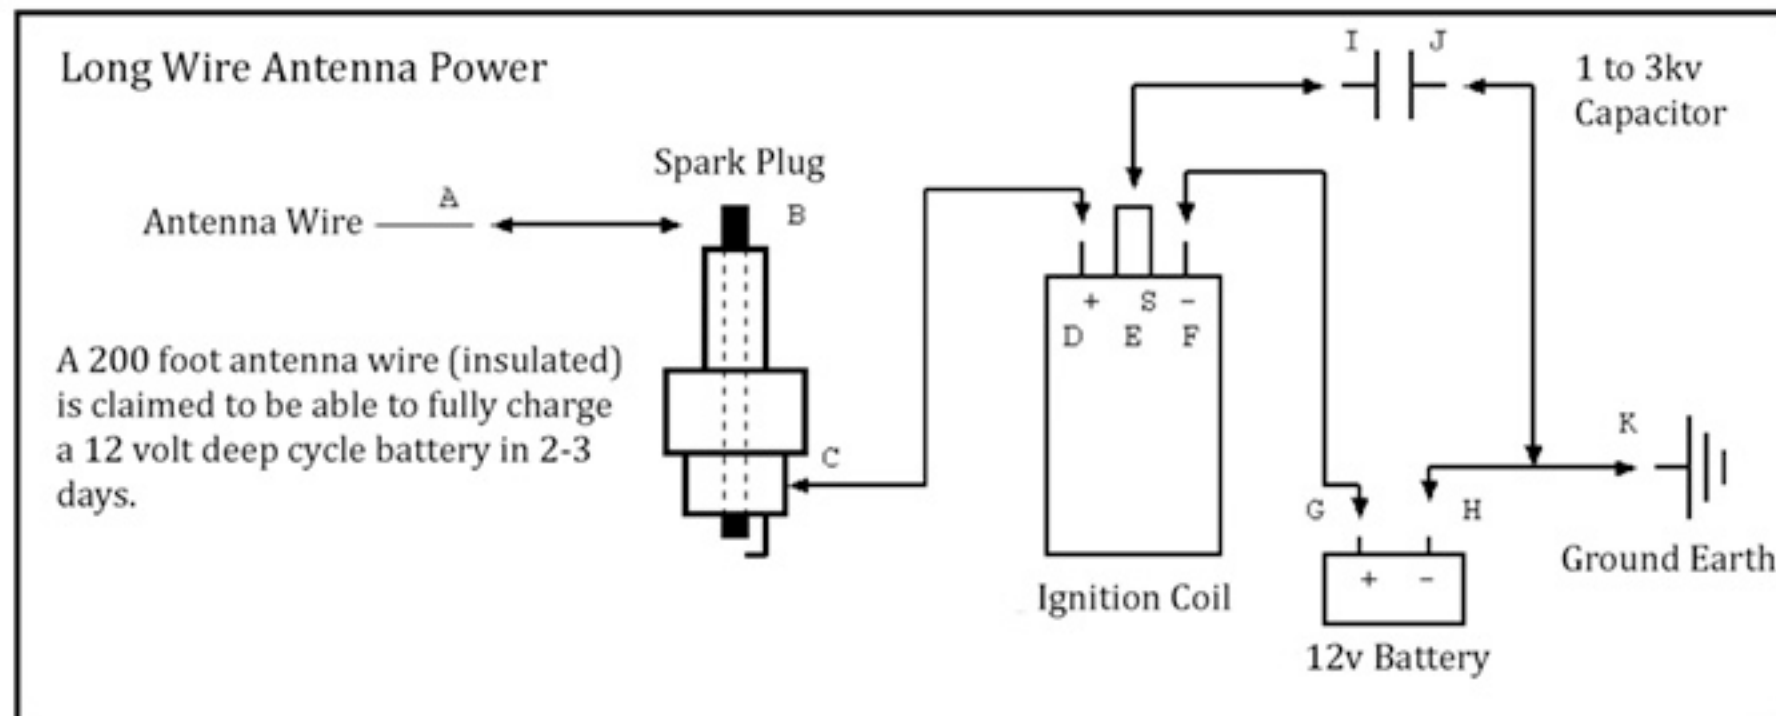 Long Wire Antenna Power
I J
1 to 3kv
Capacitor
Spark Plug
Antenna Wire A
B
+ S -
D E F
A 200 foot antenna wire (insulated)
is claimed to be able to fully charge
a 12 volt deep cycle battery in 2-3
days.
C
K
G H
Ground Earth
+ -
Ignition Coil
12v Battery